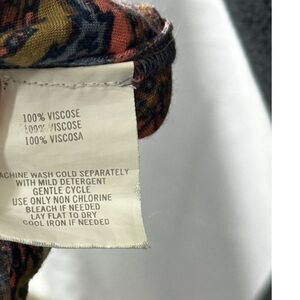 100% VISCOSE
100% VISCOSE
100% VISCOSA
ACHINE WASH COLD SEPARATELY
WITH MILD DETERGENT
GENTLE CYCLE
USE ONLY NON CHLORINE
BLEACH IF NEEDED
LAY FLAT TO DRY
COOL IRON IF NEEDED